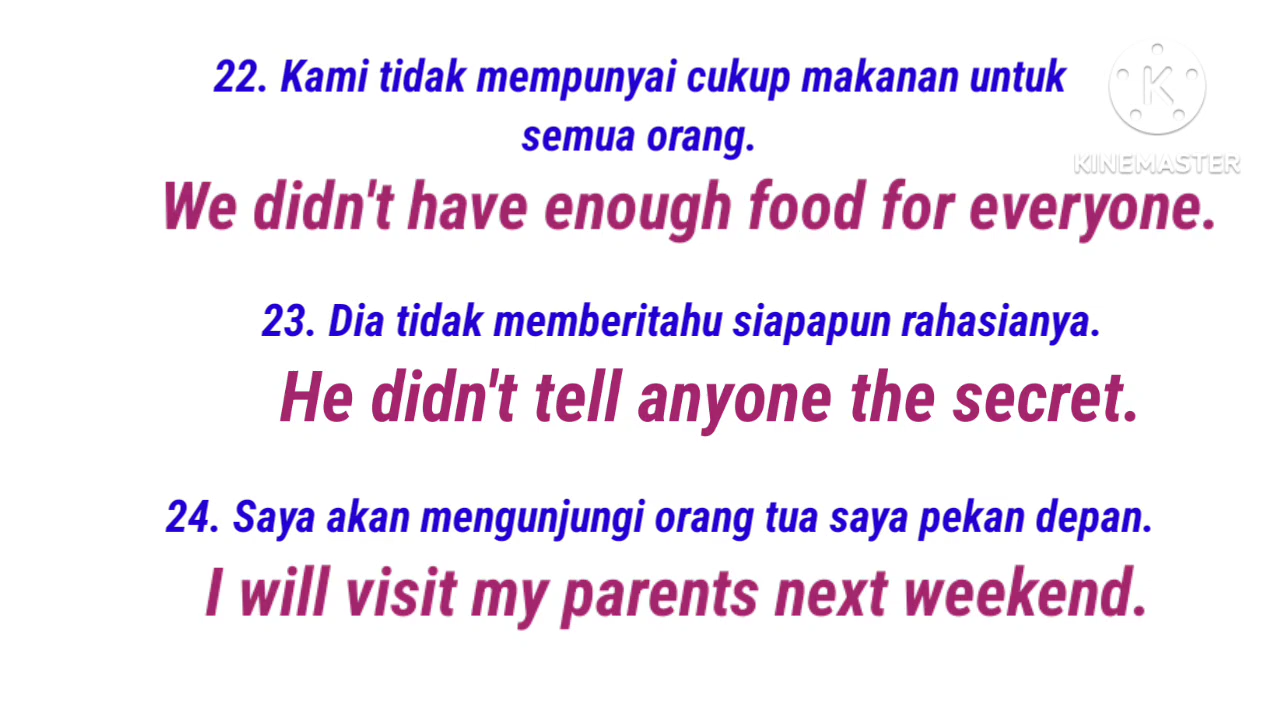 22. Kami tidak mempunyai cukup makanan untuk
semua orang.
We didn't have enough food for everyone.
23. Dia tidak memberitahu siapapun rahasianya.
He didn't tell anyone the secret.
24. Saya akan mengunjungi orang tua saya pekan depan.
I will visit my parents next weekend.
K
KINEMASTER